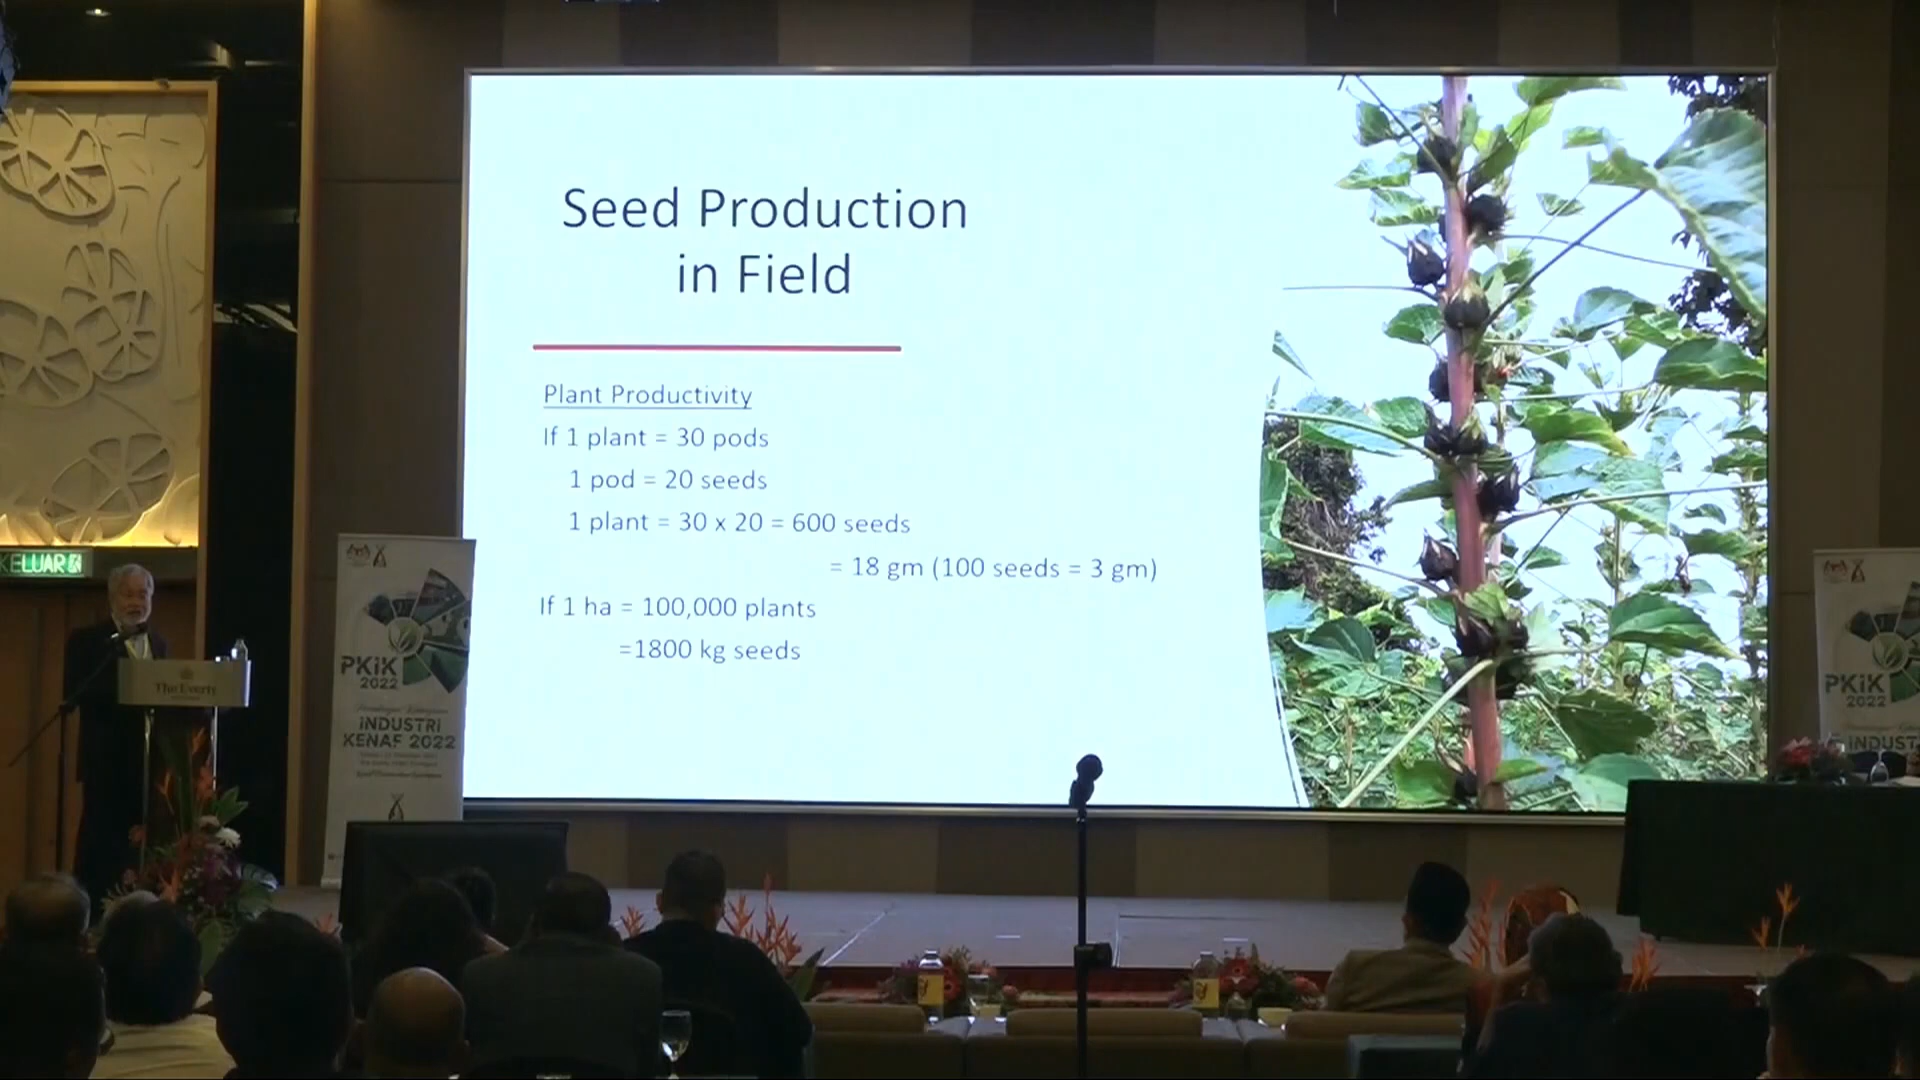 Seed Production
in Field
Plant Productivity
If 1 plant = 30 pods
1 pod = 20 seeds
1 plant = 30 x 20 = 600 seeds
= 18 gm (100 seeds = 3 gm)
If 1 ha = 100,000 plants
=1800 kg seeds
KELUAR
The Everly
PKiK
2022
iNDUSTRi
KENAF 2022
PKiK
2022
iNDUST